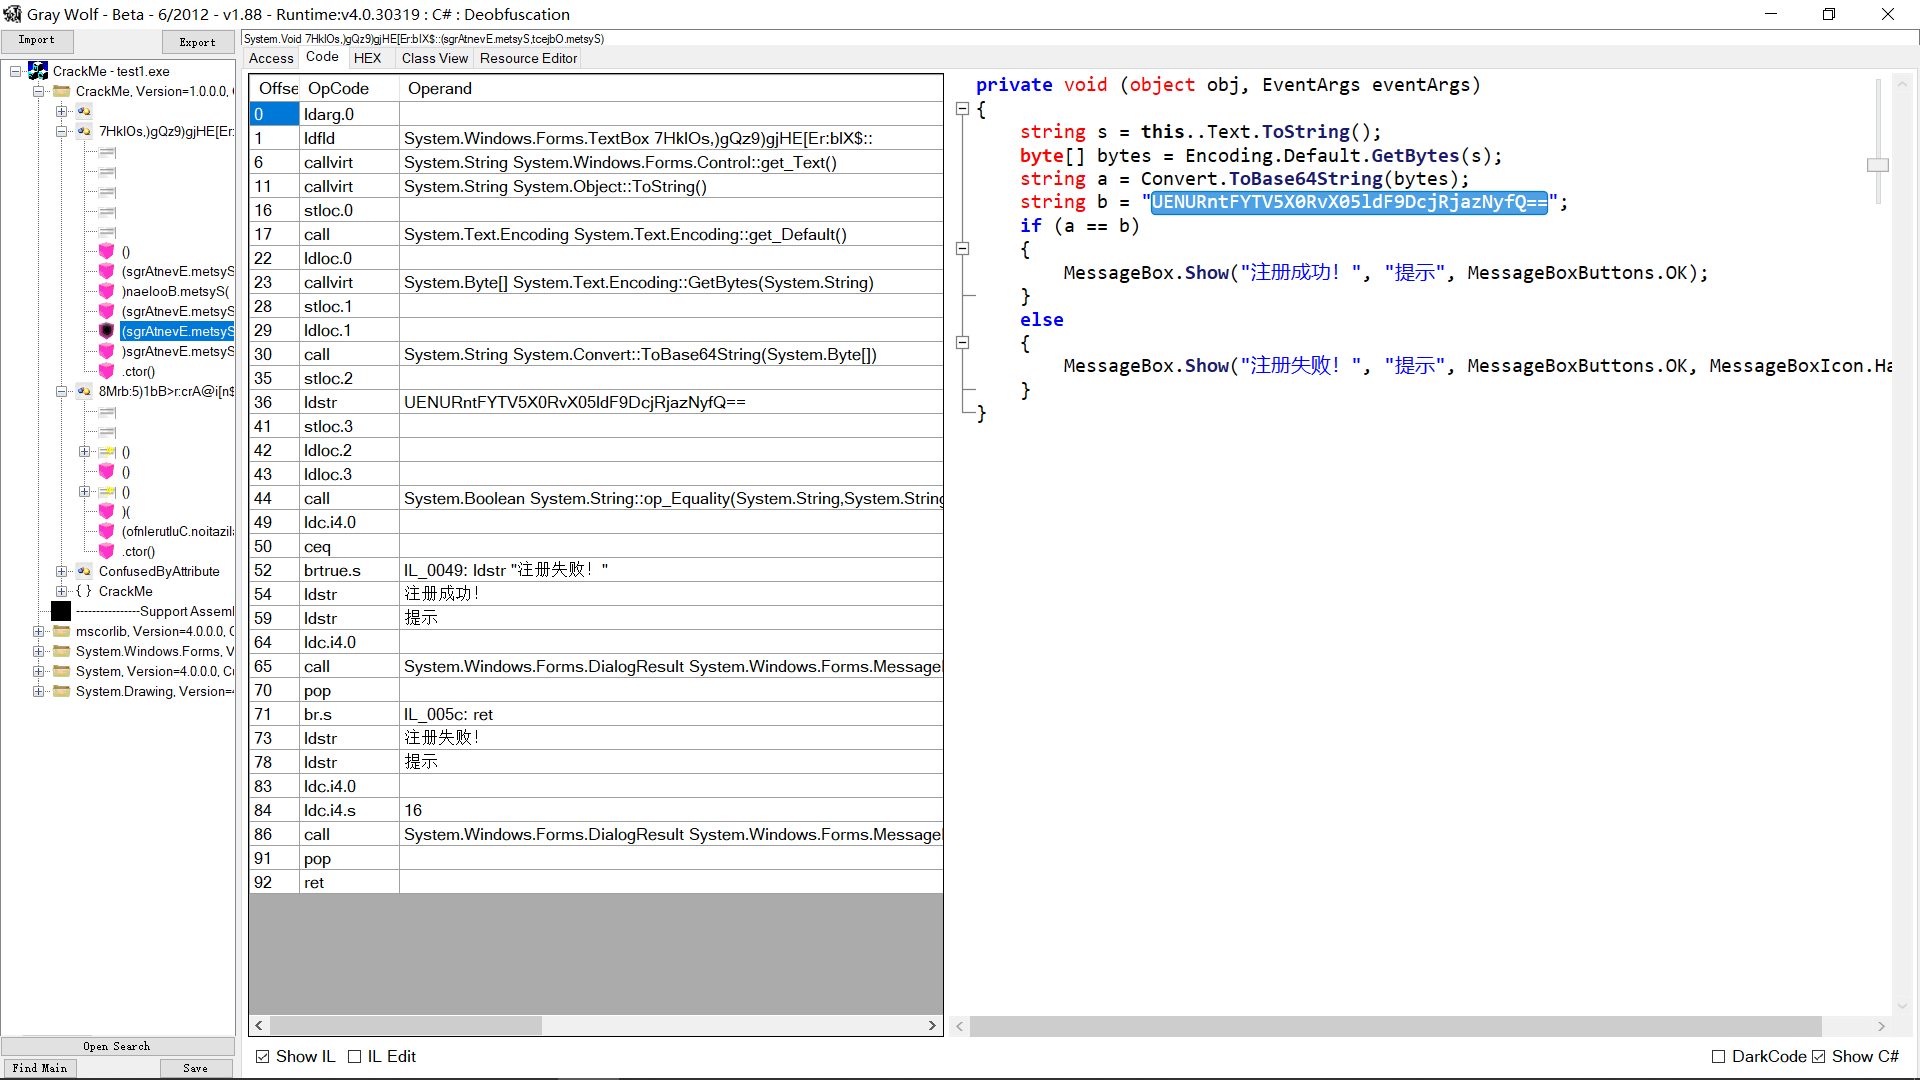 Gray Wolf - Beta - 6/2012 - v1.88 - Runtime:v4.0.30319 : C# : Deobfuscation
Import
Export
CrackMe - test1.exe
CrackMe, Version=1.0.0.0,
7HklOs,)gQz9)gjHE[Er:
()
(sgrAtnevE.metsyS
)naelooB.metsyS(
(sgrAtnevE.metsyS
(sgrAtnevE.metsyS
)sgrAtnevE.metsyS
.ctor()
8Mrb:5)1bB>r:crA@i[n$
()
()
()
)(
(ofnIerutluC.noitazil
.ctor()
ConfusedByAttribute
{ } CrackMe
----------------Support Assem
mscorlib, Version=4.0.0.0, C
System.Windows.Forms, V
System, Version=4.0.0.0, Cu
System.Drawing, Version=4
Open Search
Find Main
Save
System.Void 7HklOs,)gQz9)gjHE[Er:bIX$::(sgrAtnevE.metsyS,tcejbO.metsyS)
Access
Code
HEX
Class View
Resource Editor
Offse OpCode Operand
0 ldarg.0
1 ldfld System.Windows.Forms.TextBox 7HklOs,)gQz9)gjHE[Er:bIX$::
6 callvirt System.String System.Windows.Forms.Control::get_Text()
11 callvirt System.String System.Object::ToString()
16 stloc.0
17 call System.Text.Encoding System.Text.Encoding::get_Default()
22 ldloc.0
23 callvirt System.Byte[] System.Text.Encoding::GetBytes(System.String)
28 stloc.1
29 ldloc.1
30 call System.String System.Convert::ToBase64String(System.Byte[])
35 stloc.2
36 ldstr UENURntFYTV5X0RvX05ldF9DcjRjazNyfQ==
41 stloc.3
42 ldloc.2
43 ldloc.3
44 call System.Boolean System.String::op_Equality(System.String,System.String
49 ldc.i4.0
50 ceq
52 brtrue.s IL_0049: ldstr "注册失败！"
54 ldstr 注册成功！
59 ldstr 提示
64 ldc.i4.0
65 call System.Windows.Forms.DialogResult System.Windows.Forms.Message
70 pop
71 br.s IL_005c: ret
73 ldstr 注册失败！
78 ldstr 提示
83 ldc.i4.0
84 ldc.i4.s 16
86 call System.Windows.Forms.DialogResult System.Windows.Forms.Message
91 pop
92 ret
Show IL
IL Edit
private void (object obj, EventArgs eventArgs)
{
string s = this..Text.ToString();
byte[] bytes = Encoding.Default.GetBytes(s);
string a = Convert.ToBase64String(bytes);
string b = "UENURntFYTV5X0RvX05ldF9DcjRjazNyfQ==";
if (a == b)
{
MessageBox.Show("注册成功！", "提示", MessageBoxButtons.OK);
}
else
{
MessageBox.Show("注册失败！", "提示", MessageBoxButtons.OK, MessageBoxIcon.Ha
}
}
DarkCode
Show C#